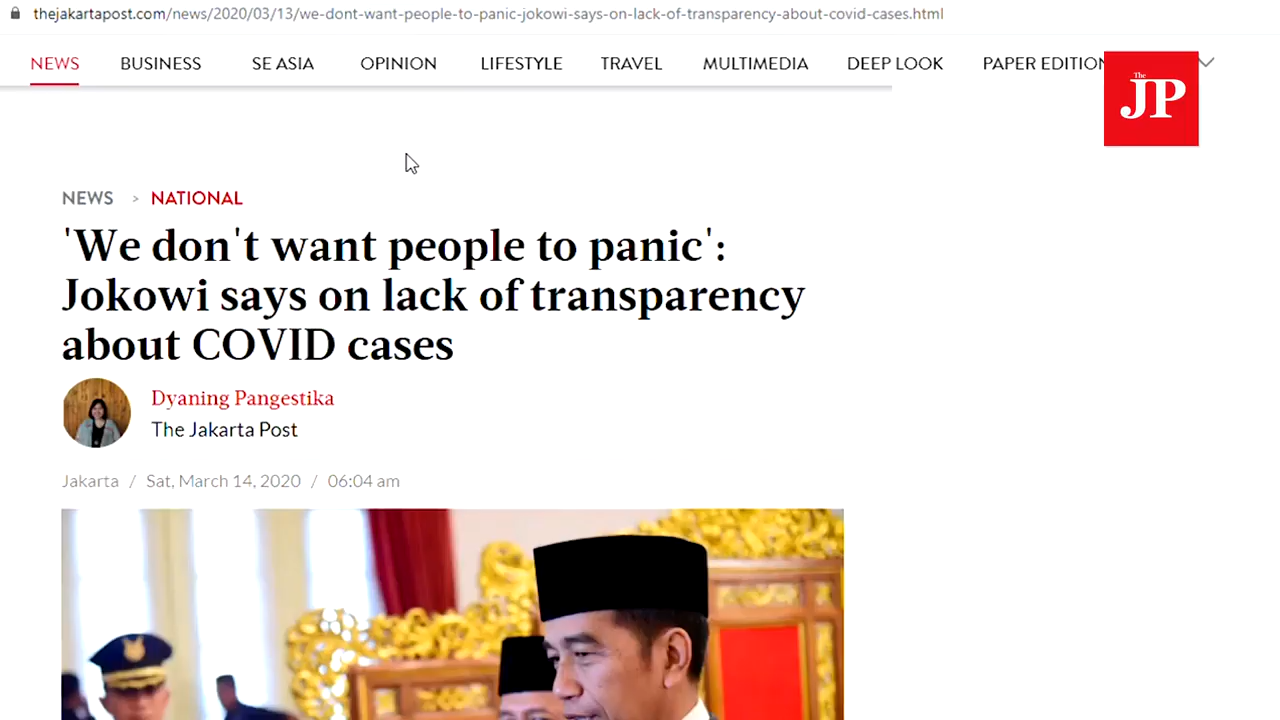 thejakartapost.com/news/2020/03/13/we-dont-want-people-to-panic-jokowi-says-on-lack-of-transparency-about-covid-cases.html
NEWS BUSINESS SE ASIA OPINION LIFESTYLE TRAVEL MULTIMEDIA DEEP LOOK PAPER EDITION
The
JP
NEWS > NATIONAL
'We don't want people to panic':
Jokowi says on lack of transparency
about COVID cases
Dyaning Pangestika
The Jakarta Post
Jakarta / Sat, March 14, 2020 / 06:04 am